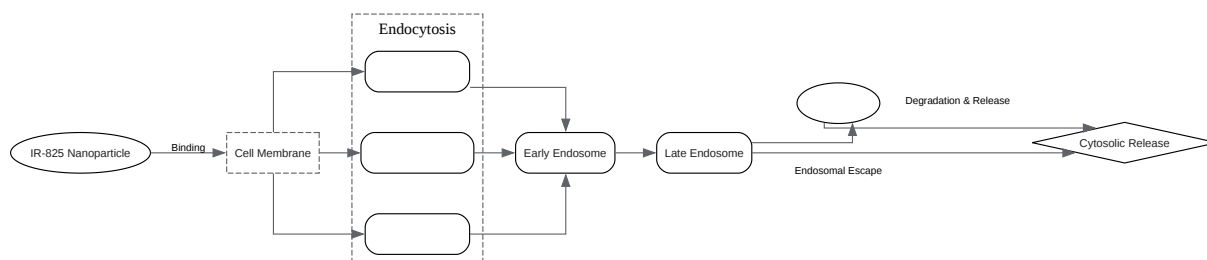 Endocytosis
IR-825 Nanoparticle
Binding
Cell Membrane
Early Endosome
Late Endosome
Degradation & Release
Endosomal Escape
Cytosolic Release